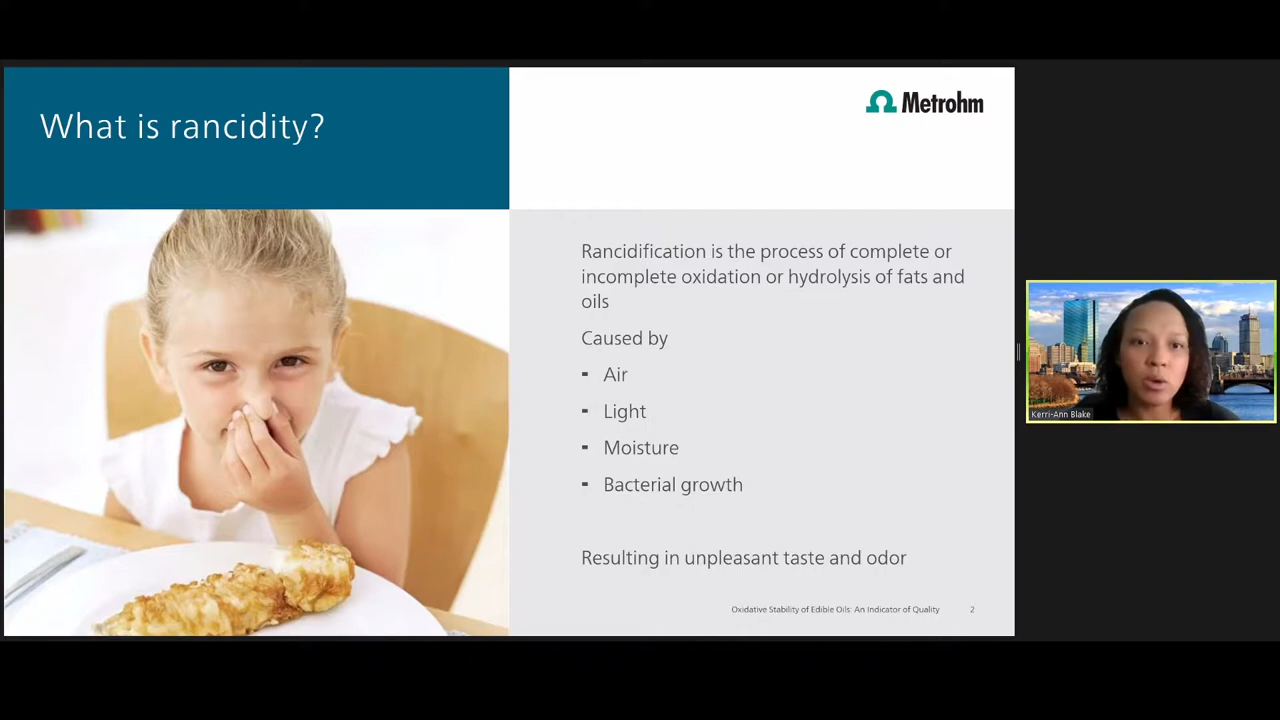 What is rancidity?
Metrohm
Rancidification is the process of complete or
incomplete oxidation or hydrolysis of fats and
oils
Caused by
- Air
- Light
- Moisture
- Bacterial growth
Resulting in unpleasant taste and odor
Oxidative Stability of Edible Oils: An Indicator of Quality 2
Kerri-Ann Blake